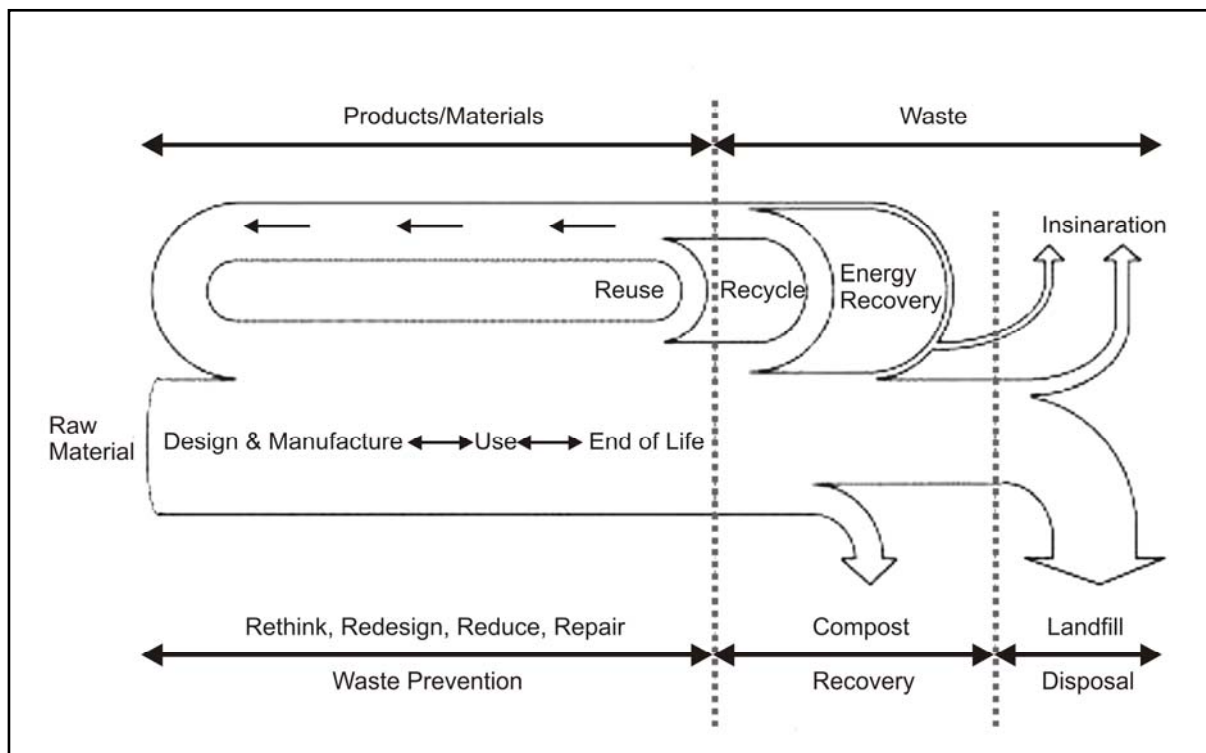 Products/Materials
Waste
Insinaration
Reuse
Recycle
Energy
Recovery
Raw
Material
Design & Manufacture
Use
End of Life
Rethink, Redesign, Reduce, Repair
Compost
Landfill
Waste Prevention
Recovery
Disposal